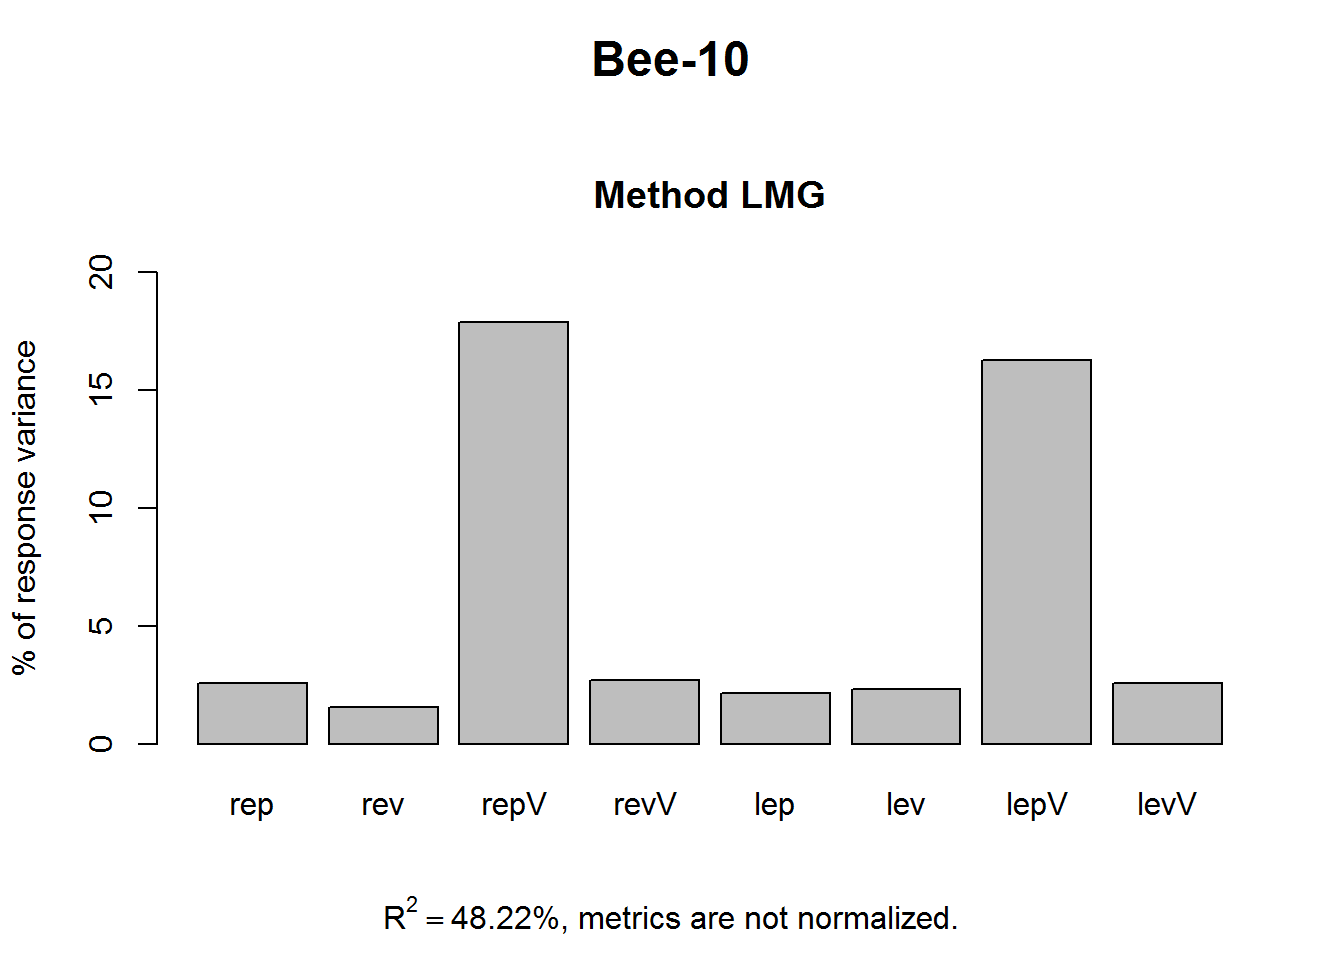 Bee-10
Method LMG
% of response variance
20
15
10
5
0
rep rev repV revV lep lev lepV levV
R² = 48.22%, metrics are not normalized.